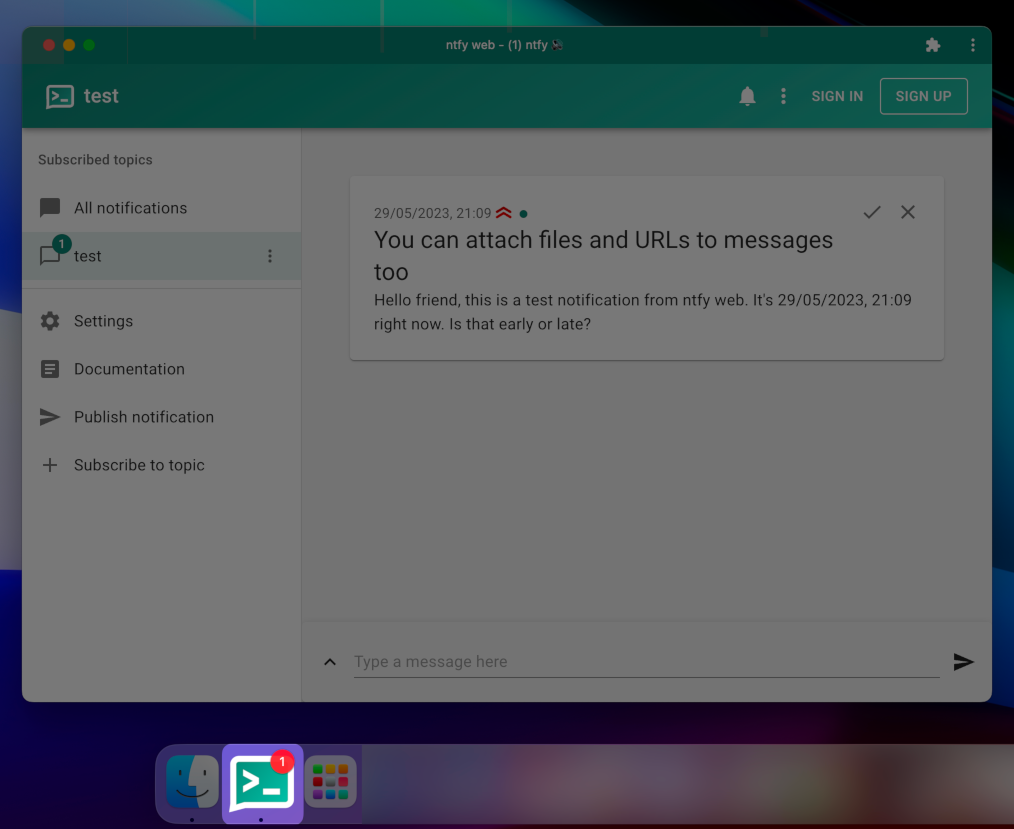 ntfy web - (1) ntfy
test
SIGN IN
SIGN UP
Subscribed topics
All notifications
1
test
Settings
Documentation
Publish notification
Subscribe to topic
29/05/2023, 21:09
You can attach files and URLs to messages
too
Hello friend, this is a test notification from ntfy web. It's 29/05/2023, 21:09
right now. Is that early or late?
Type a message here
1